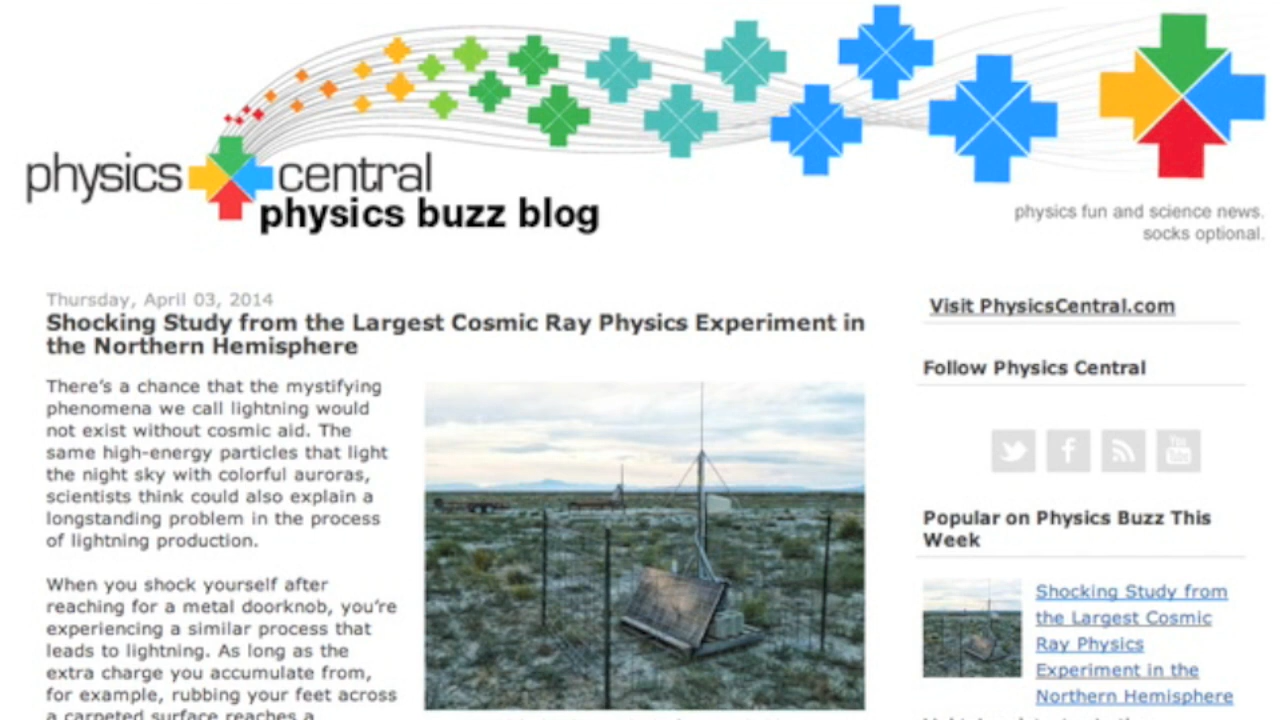 physics central
physics buzz blog
physics fun and science news.
socks optional.
Thursday, April 03, 2014
Shocking Study from the Largest Cosmic Ray Physics Experiment in
the Northern Hemisphere
There's a chance that the mystifying
phenomena we call lightning would
not exist without cosmic aid. The
same high-energy particles that light
the night sky with colorful auroras,
scientists think could also explain a
longstanding problem in the process
of lightning production.
When you shock yourself after
reaching for a metal doorknob, you're
experiencing a similar process that
leads to lightning. As long as the
extra charge you accumulate from,
for example, rubbing your feet across
a carpeted surface reaches a
Visit PhysicsCentral.com
Follow Physics Central
You
Tube
Popular on Physics Buzz This
Week
Shocking Study from
the Largest Cosmic
Ray Physics
Experiment in the
Northern Hemisphere